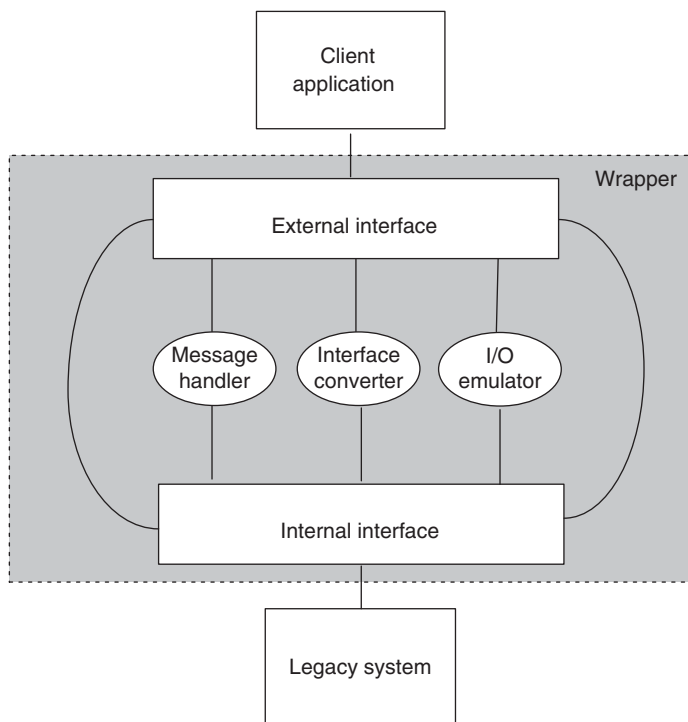 Client
application
Wrapper
External interface
Message
handler
Interface
converter
I/O
emulator
Internal interface
Legacy system